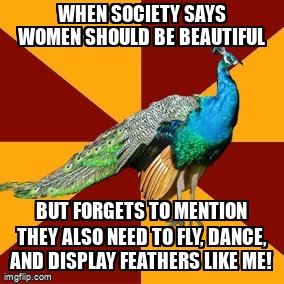 WHEN SOCIETY SAYS
WOMEN SHOULD BE BEAUTIFUL
BUT FORGETS TO MENTION
THEY ALSO NEED TO FLY, DANCE,
AND DISPLAY FEATHERS LIKE ME!
imgflip.com